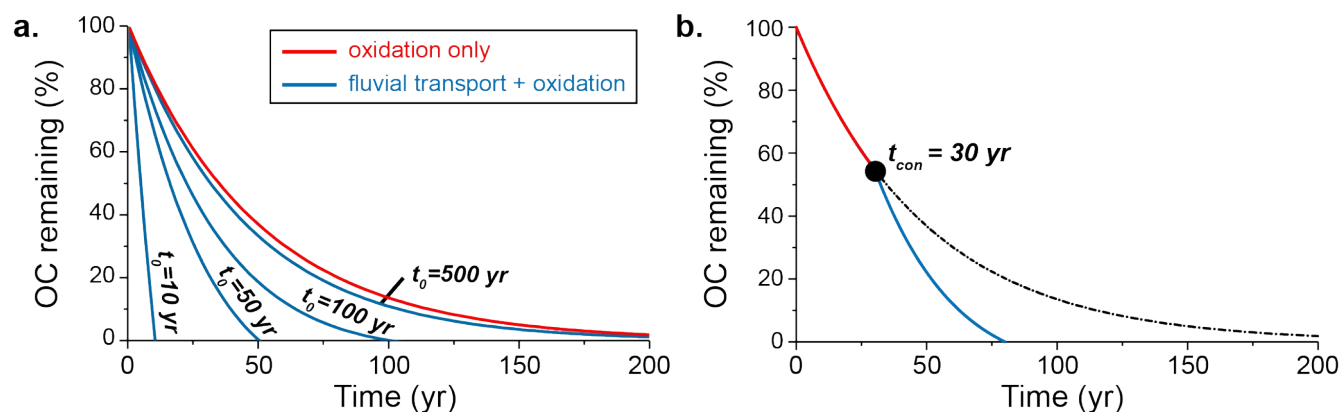 a.
OC remaining (%)
100
80
60
40
20
0
oxidation only
fluvial transport + oxidation
t₀=10 yr
t₀=50 yr
t₀=100 yr
t₀=500 yr
0 50 100 150 200
Time (yr)
b.
OC remaining (%)
100
80
60
40
20
0
t_con = 30 yr
0 50 100 150 200
Time (yr)